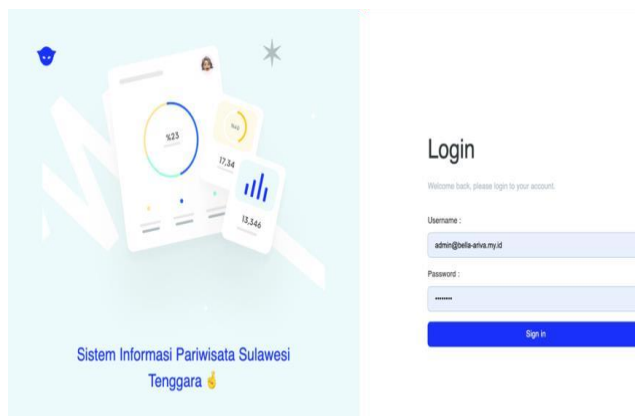 %23
%40
17,34
13,346
Sistem Informasi Pariwisata Sulawesi
Tenggara 🤞
Login
Welcome back, please login to your account.
Username :
admin@bella-ariva.my.id
Password :
••••••••
Sign in